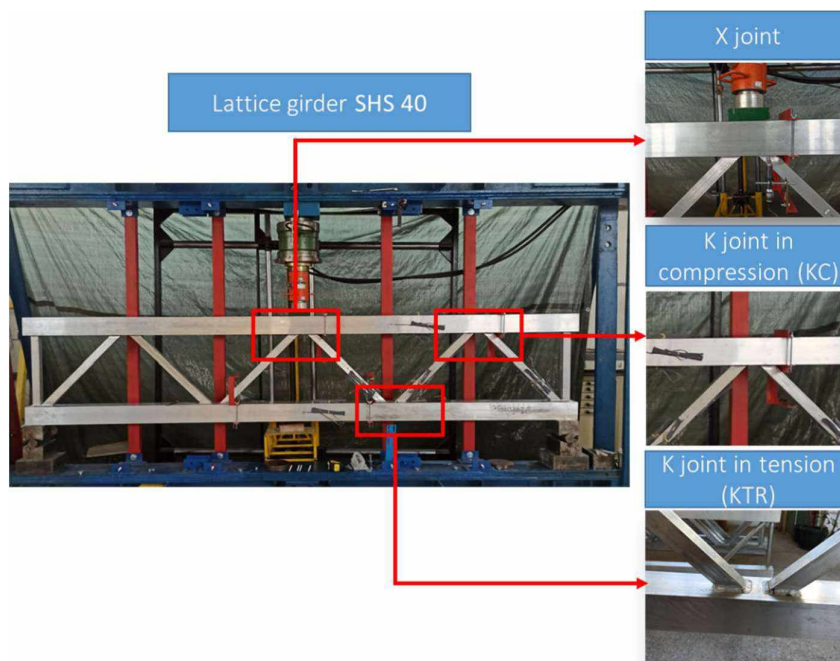 X joint
Lattice girder SHS 40
K joint in
compression (KC)
K joint in tension
(KTR)